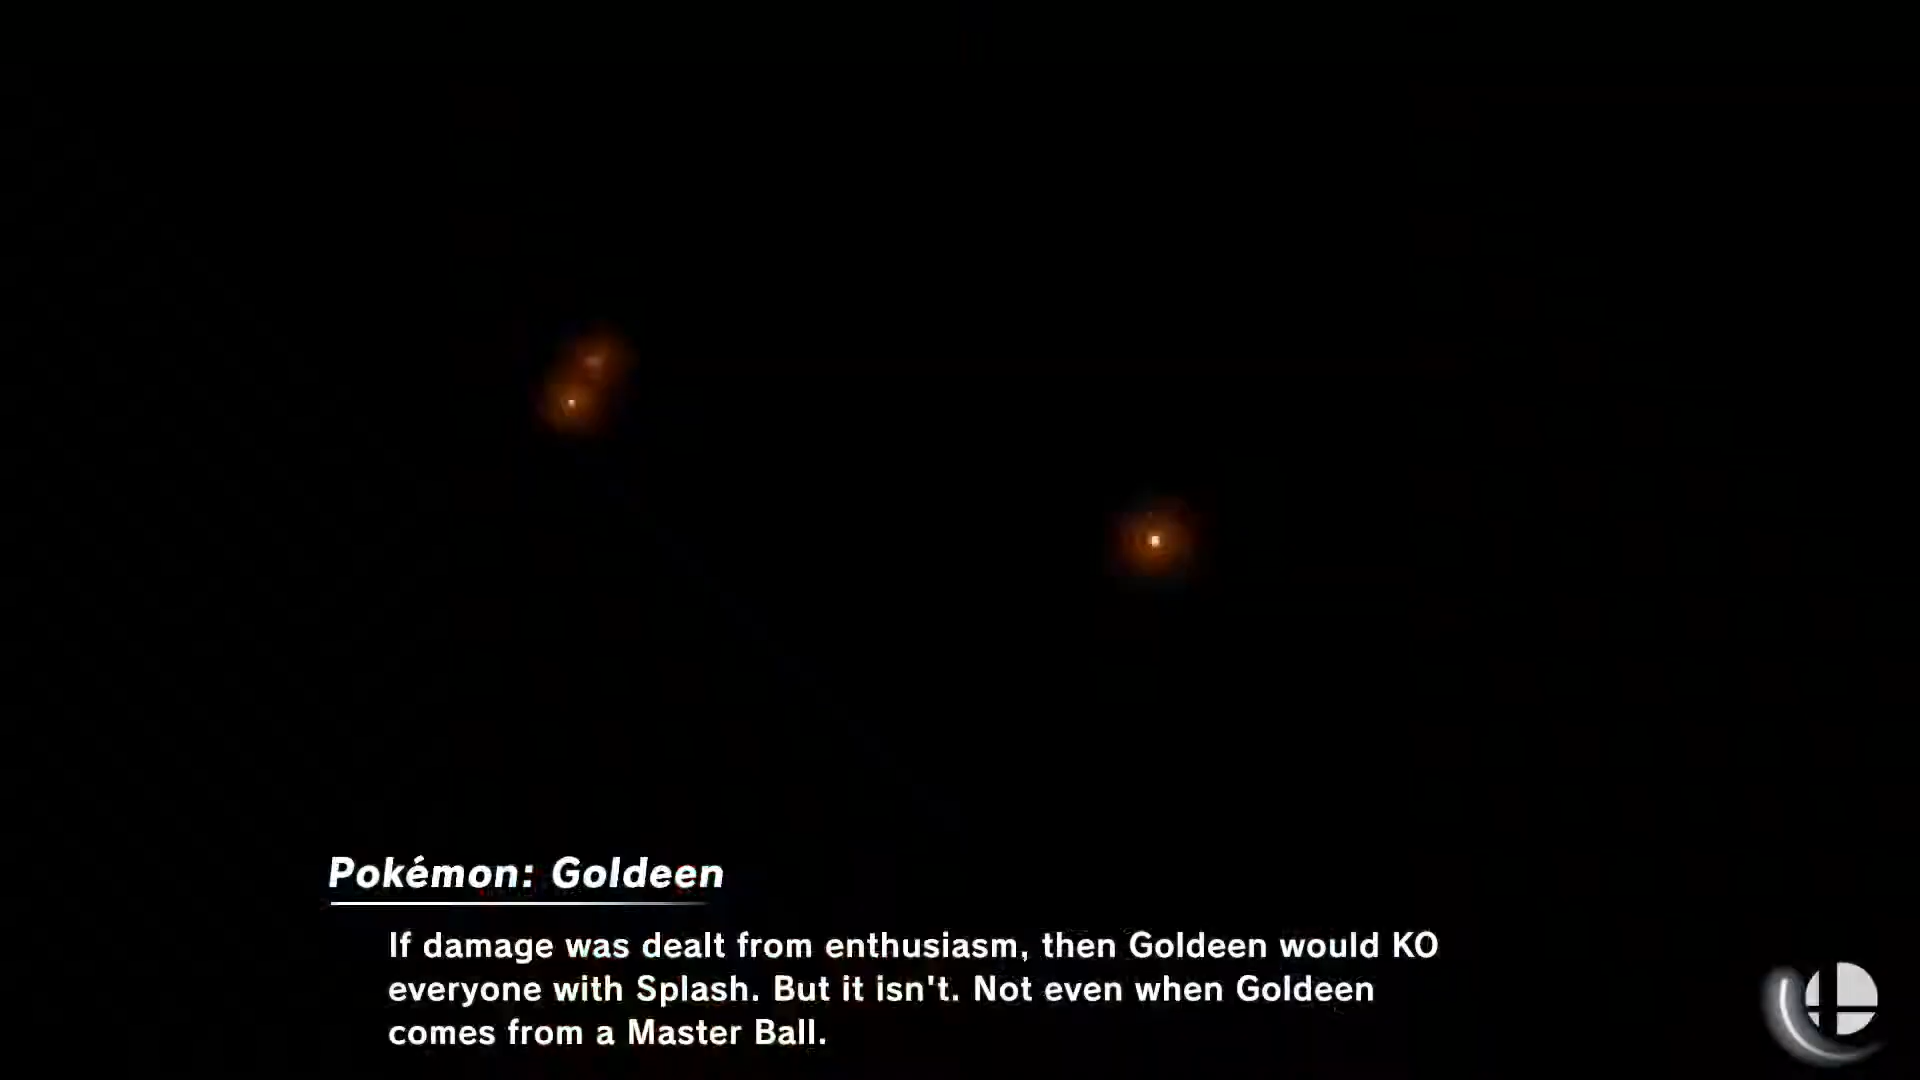 Pokémon: Goldeen
If damage was dealt from enthusiasm, then Goldeen would KO
everyone with Splash. But it isn't. Not even when Goldeen
comes from a Master Ball.